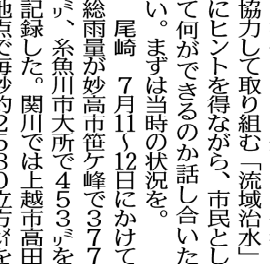 協力して取り組む「流域治水」
にヒントを得ながら、市民とし
て何ができるのか話し合いた
い。まずは当時の状況を。
尾崎　７月11～12日にかけて
総雨量が妙高市笹ケ峰で３７７
㍉、糸魚川市大所で４５３㍉を
記録した。関川では上越市高田
地点で毎秒約２５８０立方㍍を